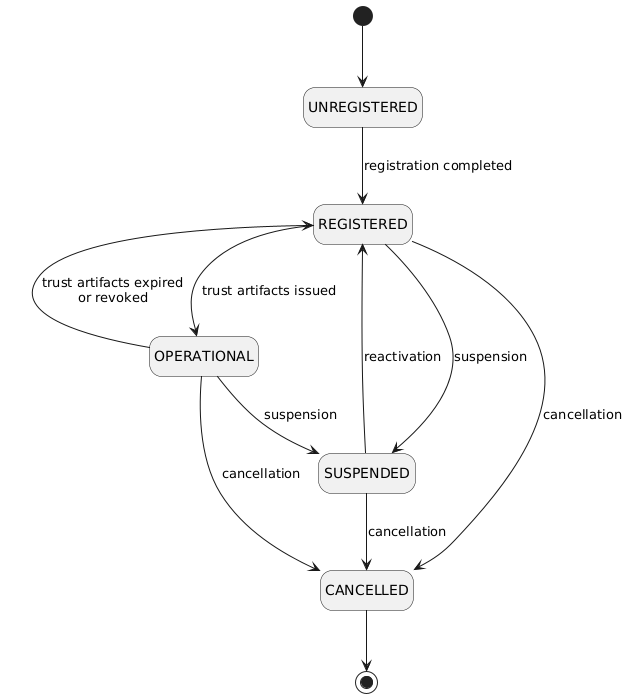 UNREGISTERED
registration completed
REGISTERED
trust artifacts expired
or revoked
trust artifacts issued
OPERATIONAL
reactivation
suspension
suspension
cancellation
SUSPENDED
cancellation
cancellation
CANCELLED